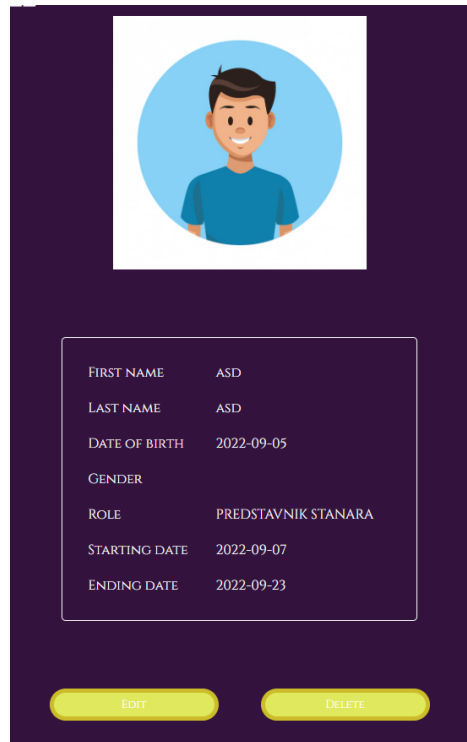 First name ASD
Last name ASD
Date of birth 2022-09-05
Gender
Role PREDSTAVNIK STANARA
Starting date 2022-09-07
Ending date 2022-09-23
Edit Delete